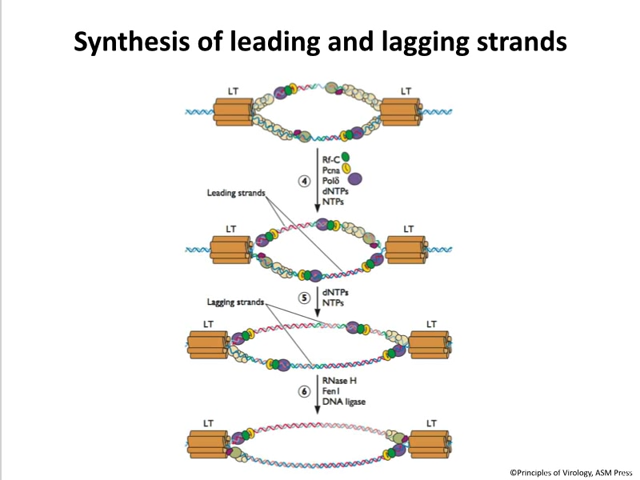 Synthesis of leading and lagging strands
LT
LT
Rf-C
Pcna
Polδ
dNTPs
NTPs
4
Leading strands
LT
LT
5
dNTPs
NTPs
Lagging strands
LT
LT
6
RNase H
Fen1
DNA ligase
LT
LT
©Principles of Virology, ASM Press